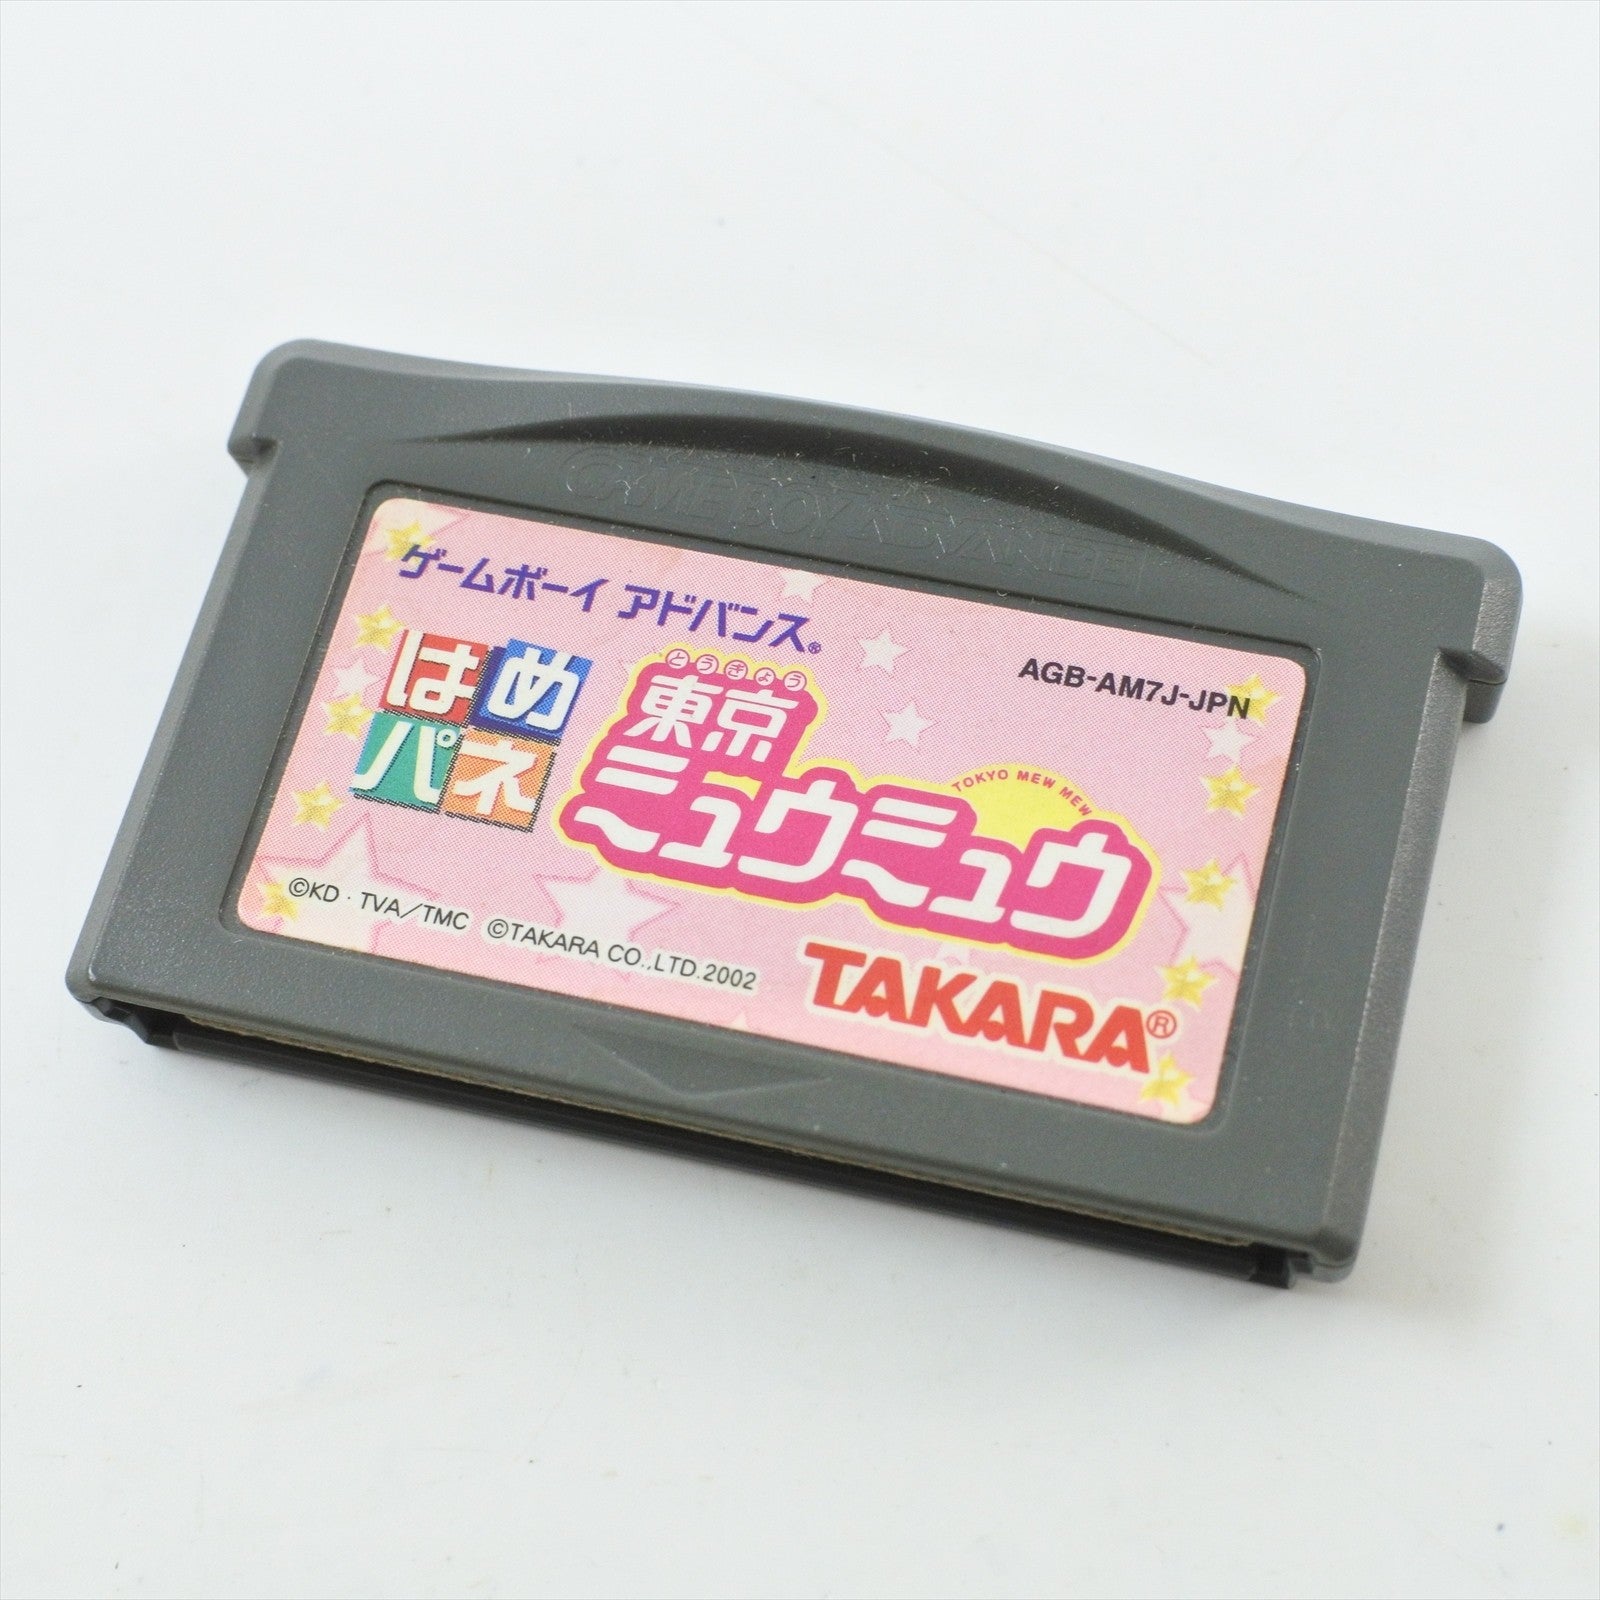 GAME BOY ADVANCE
ゲームボーイ アドバンス®
AGB-AM7J-JPN
はめ
パネ
とうきょう
東京
ミュウミュウ
TOKYO MEW MEW
©KD・TVA/TMC ©TAKARA CO.,LTD.2002
TAKARA®